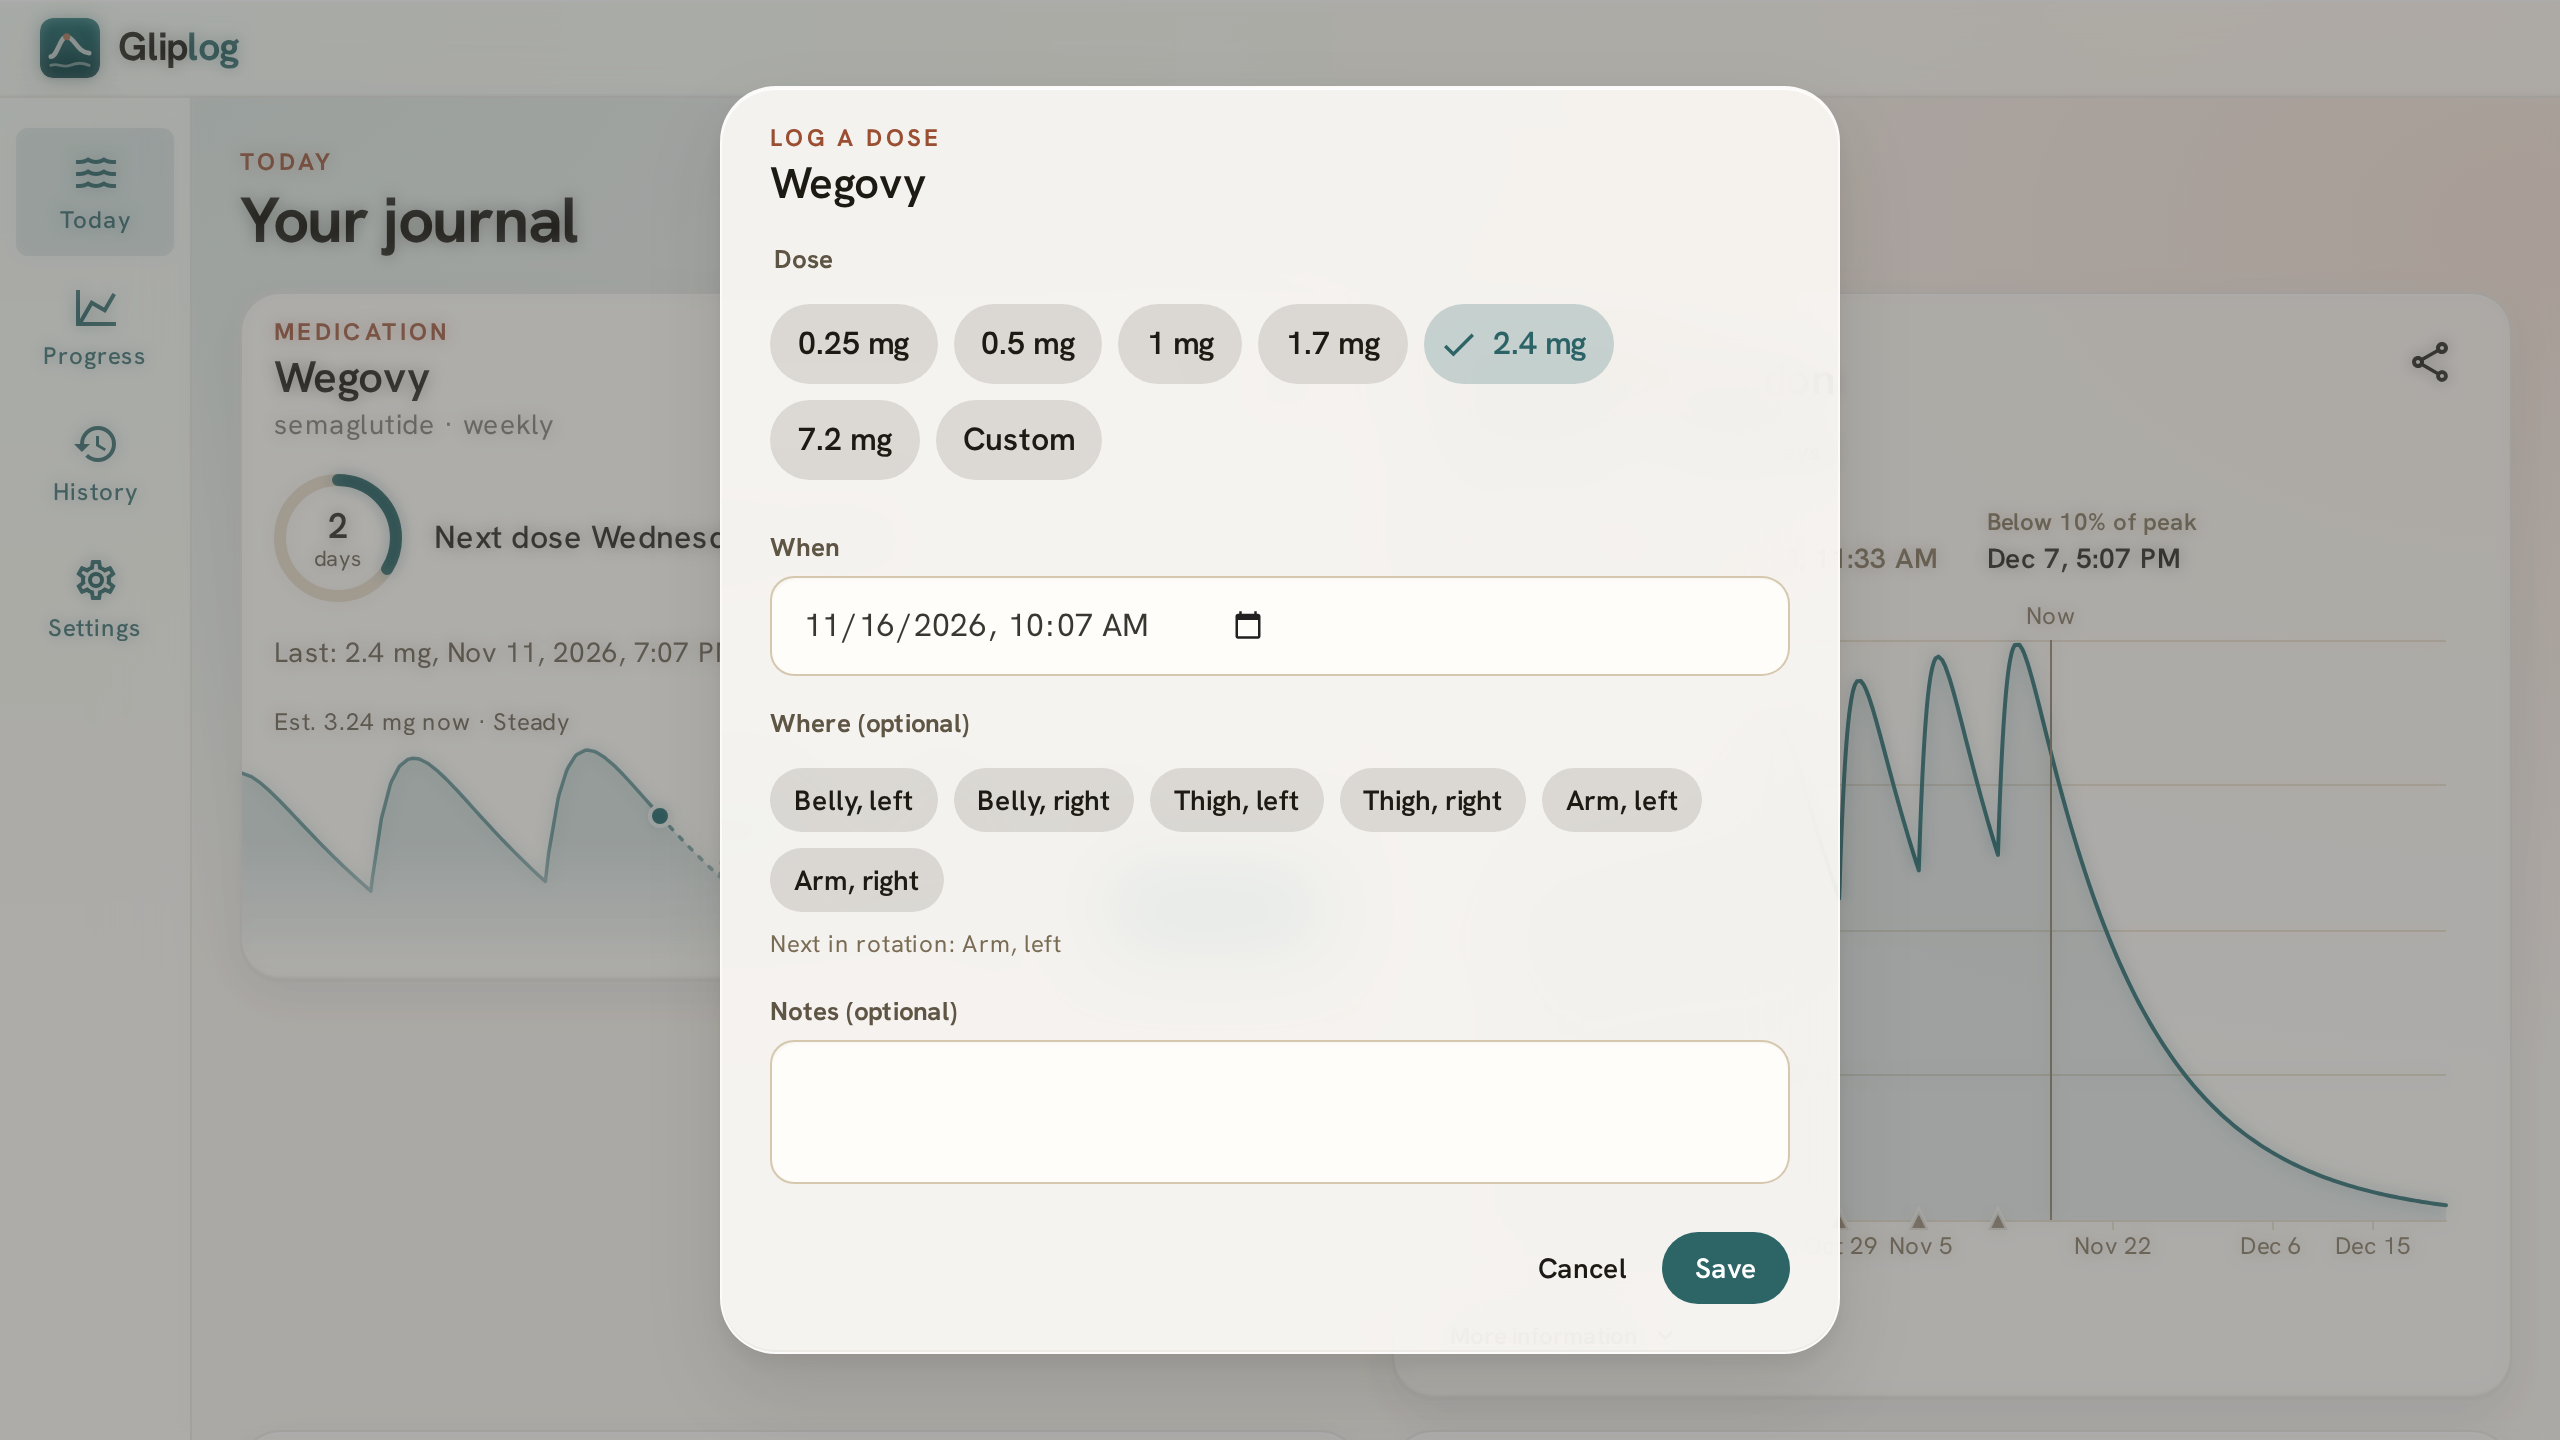 Gliplog
Today
Progress
History
Settings
TODAY
Your journal
MEDICATION
Wegovy
semaglutide · weekly
2
days
Next dose
Last: 2.4 mg, Nov 11, 2026, 7:07
Est. 3.24 mg now · Steady
LOG A DOSE
Wegovy
Dose
0.25 mg
0.5 mg
1 mg
1.7 mg
2.4 mg
7.2 mg
Custom
When
11/16/2026, 10:07 AM
Where (optional)
Belly, left
Belly, right
Thigh, left
Thigh, right
Arm, left
Arm, right
Next in rotation: Arm, left
Notes (optional)
Cancel
Save
More information
:33 AM
Below 10% of peak
Dec 7, 5:07 PM
Now
29
Nov 5
Nov 22
Dec 6
Dec 15